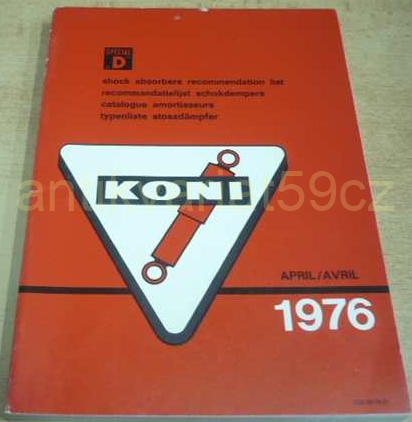 SPECIAL
D
shock absorbers recommendation list
recommandatielijst schokdempers
catalogue amortisseurs
typenliste stossdämpfer
antikvariat59cz
KONI
APRIL/AVRIL
1976